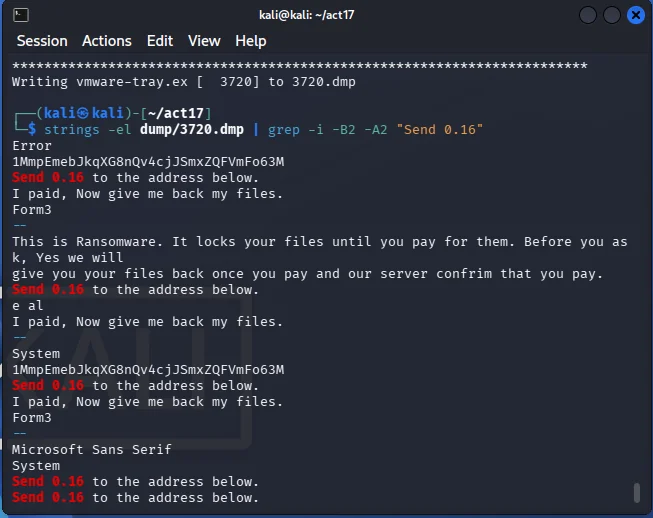 kali@kali: ~/act17
Session Actions Edit View Help
************************************************************************
Writing vmware-tray.ex [  3720] to 3720.dmp
┌──(kali㉿kali)-[~/act17]
└─$ strings -el dump/3720.dmp | grep -i -B2 -A2 "Send 0.16"
Error
1MmpEmebJkqXG8nQv4cjJSmxZQFVmFo63M
Send 0.16 to the address below.
I paid, Now give me back my files.
Form3
--
This is Ransomware. It locks your files until you pay for them. Before you as
k, Yes we will
give you your files back once you pay and our server confrim that you pay.
Send 0.16 to the address below.
e al
I paid, Now give me back my files.
--
System
1MmpEmebJkqXG8nQv4cjJSmxZQFVmFo63M
Send 0.16 to the address below.
I paid, Now give me back my files.
Form3
--
Microsoft Sans Serif
System
Send 0.16 to the address below.
Send 0.16 to the address below.
KALI